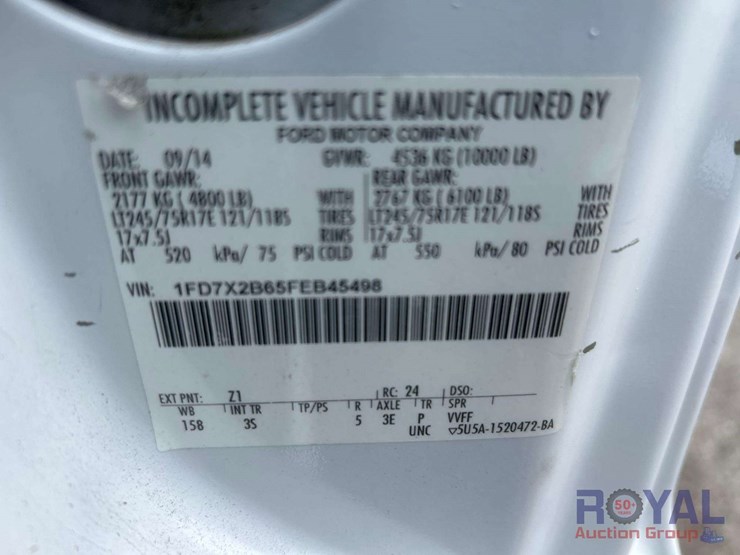 INCOMPLETE VEHICLE MANUFACTURED BY
FORD MOTOR COMPANY
DATE: 09/14 GVWR: 4536 KG (10000 LB)
FRONT GAWR: REAR GAWR:
2177 KG ( 4800 LB) WITH 2767 KG ( 6100 LB) WITH
LT245/75R17E 121/118S TIRES LT245/75R17E 121/118S TIRES
17x7.5J RIMS 17x7.5J RIMS
AT 520 kPa/ 75 PSI COLD AT 550 kPa/ 80 PSI COLD
VIN: 1FD7X2B65FEB45498
EXT PNT: Z1 RC: 24 DSO:
WB INT TR TP/PS R AXLE TR SPR
158 3S 5 3E P VVFF
UNC ▽5U5A-1520472-BA
ROYAL
50+
YEARS
Auction Group